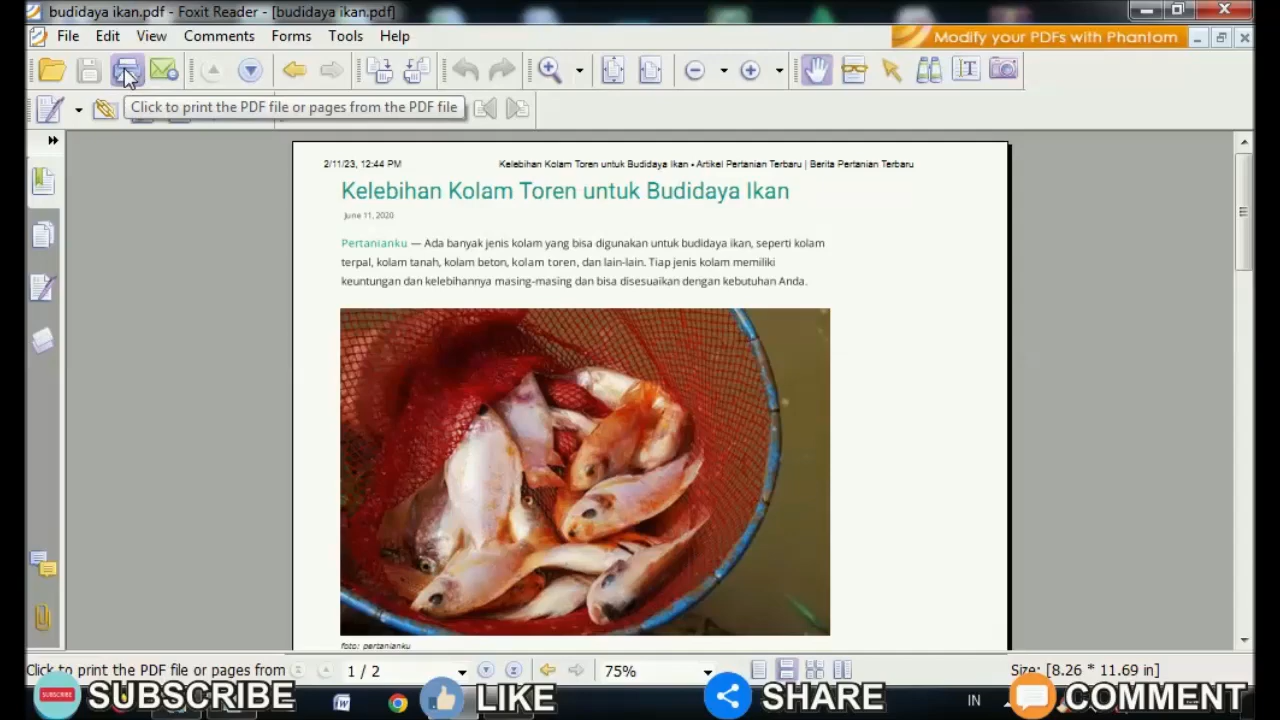 budidaya ikan.pdf - Foxit Reader - [budidaya ikan.pdf]
File Edit View Comments Forms Tools Help
Modify your PDFs with Phantom
Click to print the PDF file or pages from the PDF file
2/11/23, 12:44 PM Kelebihan Kolam Toren untuk Budidaya Ikan • Artikel Pertanian Terbaru | Berita Pertanian Terbaru
Kelebihan Kolam Toren untuk Budidaya Ikan
June 11, 2020
Pertanianku — Ada banyak jenis kolam yang bisa digunakan untuk budidaya ikan, seperti kolam
terpal, kolam tanah, kolam beton, kolam toren, dan lain-lain. Tiap jenis kolam memiliki
keuntungan dan kelebihannya masing-masing dan bisa disesuaikan dengan kebutuhan Anda.
foto: pertanianku
Click to print the PDF file or pages from 1 / 2 75% Size: [8.26 * 11.69 in]
SUBSCRIBE SUBSCRIBE LIKE SHARE IN COMMENT